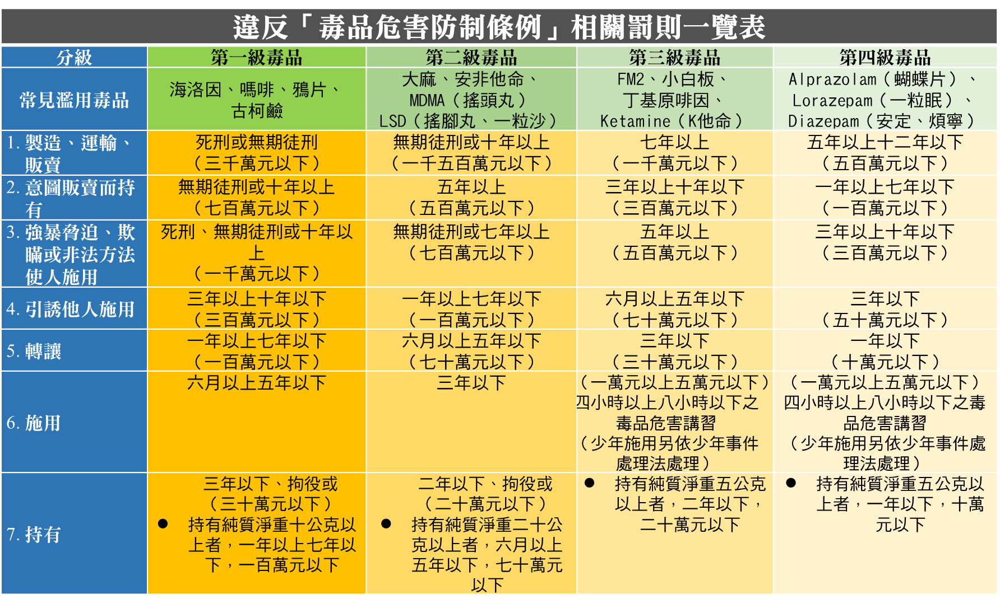 違反「毒品危害防制條例」相關罰則一覽表
分級
第一級毒品
第二級毒品
第三級毒品
第四級毒品
常見濫用毒品
海洛因、嗎啡、鴉片、
古柯鹼
大麻、安非他命、
MDMA（搖頭丸）
LSD（搖腳丸、一粒沙）
FM2、小白板、
丁基原啡因、
Ketamine（K他命）
Alprazolam（蝴蝶片）、
Lorazepam（一粒眠）、
Diazepam（安定、煩寧）
1. 製造、運輸、
販賣
死刑或無期徒刑
（三千萬元以下）
無期徒刑或十年以上
（一千五百萬元以下）
七年以上
（一千萬元以下）
五年以上十二年以下
（五百萬元以下）
2. 意圖販賣而持
有
無期徒刑或十年以上
（七百萬元以下）
五年以上
（五百萬元以下）
三年以上十年以下
（三百萬元以下）
一年以上七年以下
（一百萬元以下）
3. 強暴脅迫、欺
瞞或非法方法
使人施用
死刑、無期徒刑或十年以
上
（一千萬元以下）
無期徒刑或七年以上
（七百萬元以下）
五年以上
（五百萬元以下）
三年以上十年以下
（三百萬元以下）
4. 引誘他人施用
三年以上十年以下
（三百萬元以下）
一年以上七年以下
（一百萬元以下）
六月以上五年以下
（七十萬元以下）
三年以下
（五十萬元以下）
5. 轉讓
一年以上七年以下
（一百萬元以下）
六月以上五年以下
（七十萬元以下）
三年以下
（三十萬元以下）
一年以下
（十萬元以下）
6. 施用
六月以上五年以下
三年以下
（一萬元以上五萬元以下）
四小時以上八小時以下之
毒品危害講習
（少年施用另依少年事件
處理法處理）
（一萬元以上五萬元以下）
四小時以上八小時以下之毒
品危害講習
（少年施用另依少年事件處
理法處理）
7. 持有
三年以下、拘役或
（三十萬元以下）
● 持有純質淨重十公克以
上者，一年以上七年以
下，一百萬元以下
二年以下、拘役或
（二十萬元以下）
● 持有純質淨重二十公
克以上者，六月以上
五年以下，七十萬元
以下
● 持有純質淨重五公克
以上者，二年以下，
二十萬元以下
● 持有純質淨重五公克以
上者，一年以下，十萬
元以下